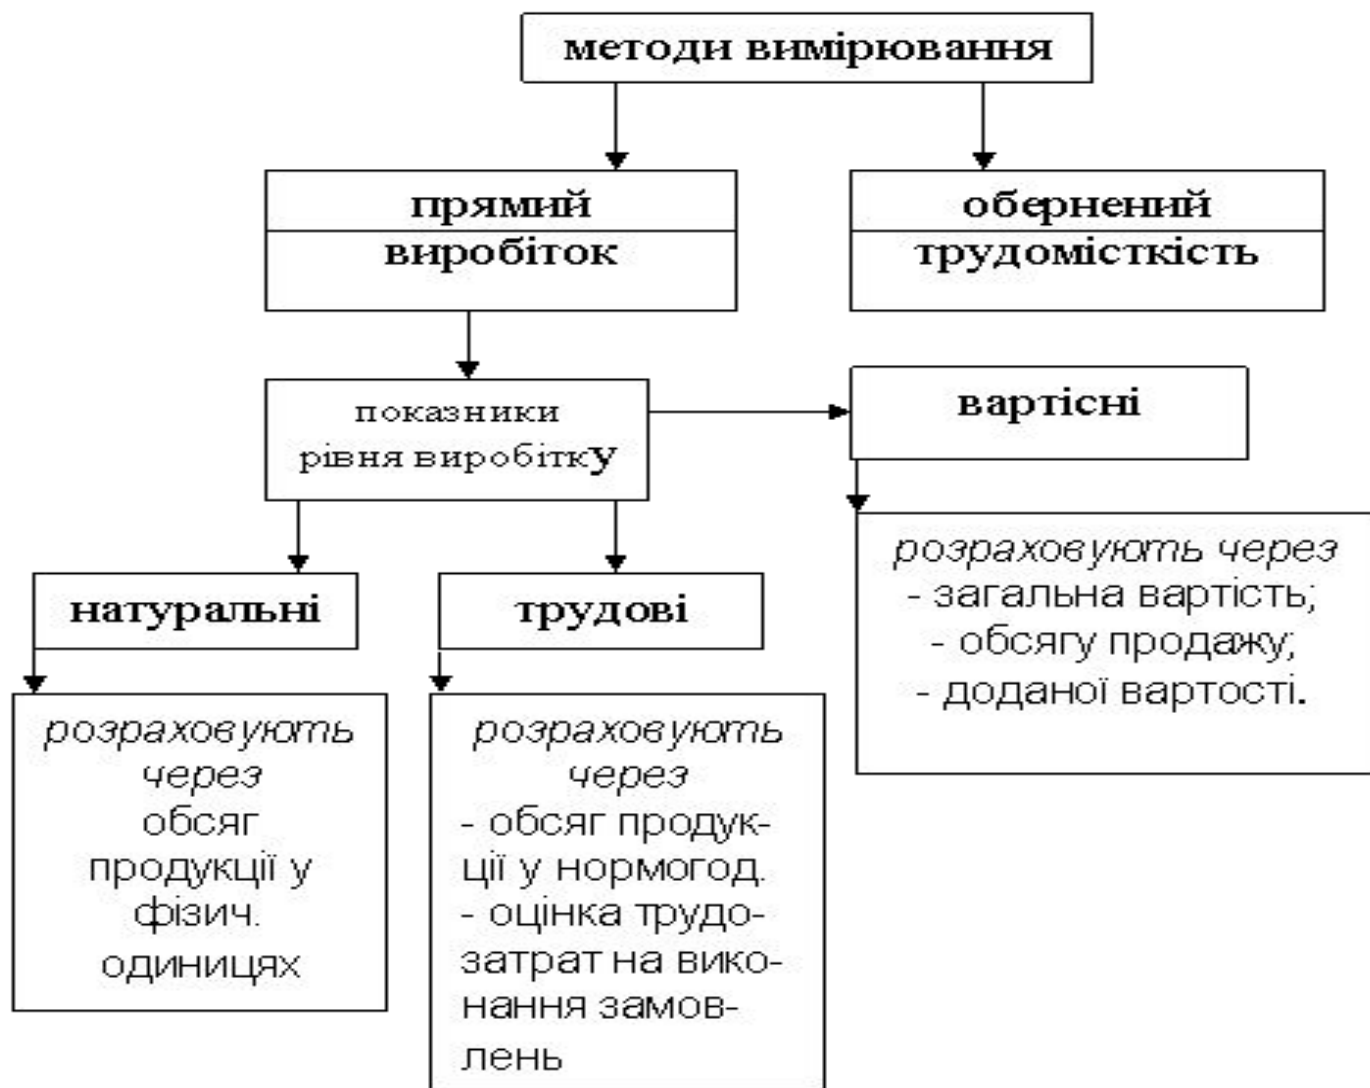 методи вимірювання
прямий
виробіток
обернений
трудомісткість
показники
рівня виробітку
вартісні
розраховують через
- загальна вартість;
- обсягу продажу;
- доданої вартості.
натуральні
трудові
розраховують
через
обсяг
продукції у
фізич.
одиницях
розраховують
через
- обсяг продук-
ції у нормогод.
- оцінка трудо-
затрат на вико-
нання замов-
лень